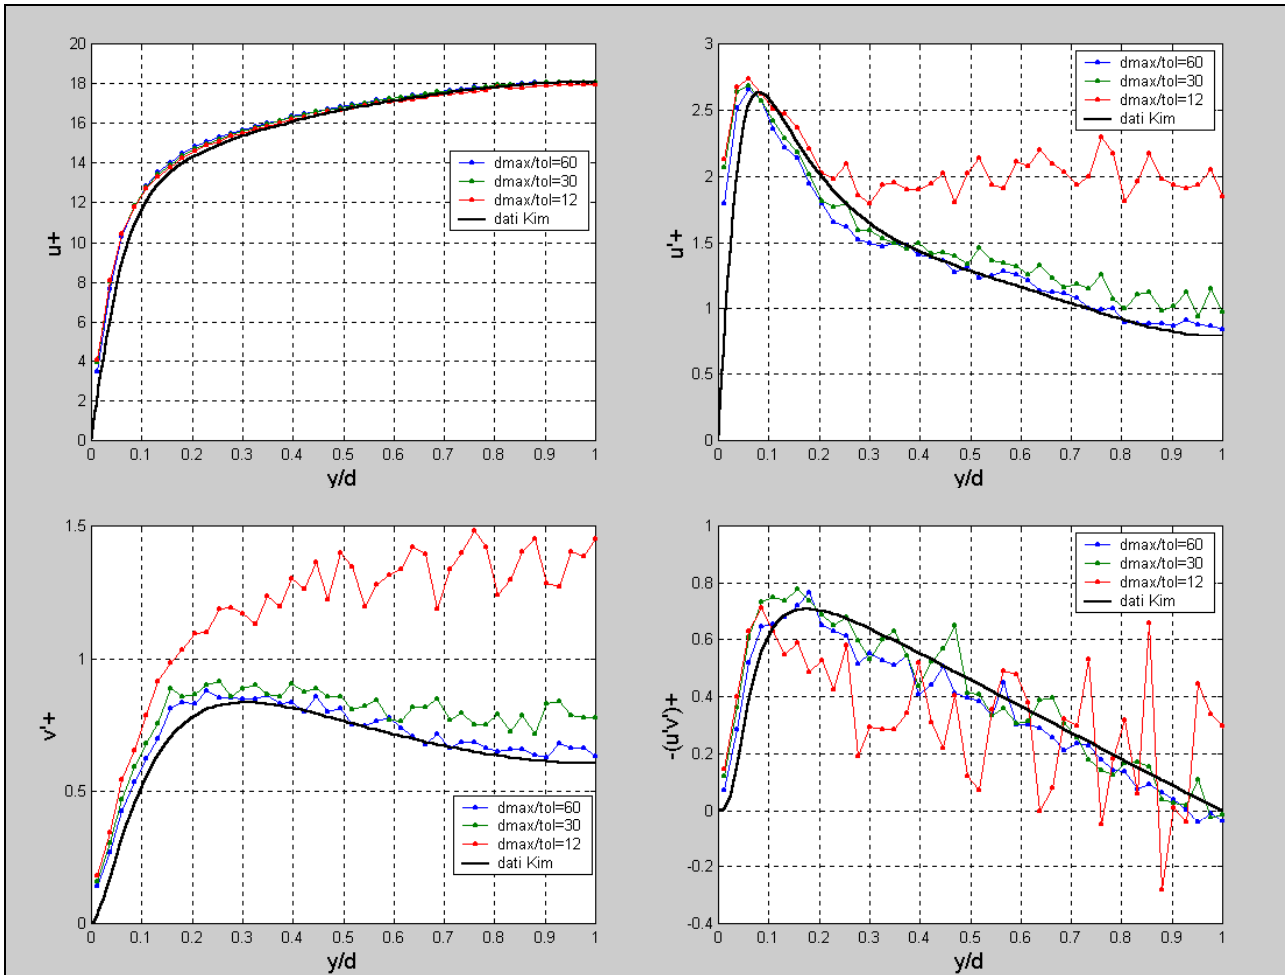 20
18
16
14
12
10
8
6
4
2
0
u+
0 0.1 0.2 0.3 0.4 0.5 0.6 0.7 0.8 0.9 1
y/d
dmax/tol=60
dmax/tol=30
dmax/tol=12
dati Kim
3
2.5
2
1.5
1
0.5
0
u'+
0 0.1 0.2 0.3 0.4 0.5 0.6 0.7 0.8 0.9 1
y/d
dmax/tol=60
dmax/tol=30
dmax/tol=12
dati Kim
1.5
1
0.5
0
v'+
0 0.1 0.2 0.3 0.4 0.5 0.6 0.7 0.8 0.9 1
y/d
dmax/tol=60
dmax/tol=30
dmax/tol=12
dati Kim
1
0.8
0.6
0.4
0.2
0
-0.2
-0.4
-(u'v')+
0 0.1 0.2 0.3 0.4 0.5 0.6 0.7 0.8 0.9 1
y/d
dmax/tol=60
dmax/tol=30
dmax/tol=12
dati Kim